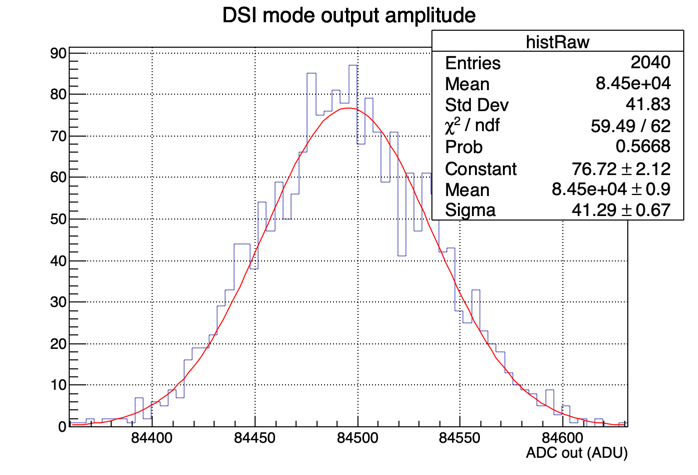 DSI mode output amplitude
histRaw
Entries 2040
Mean 8.45e+04
Std Dev 41.83
χ² / ndf 59.49 / 62
Prob 0.5668
Constant 76.72 ± 2.12
Mean 8.45e+04 ± 0.9
Sigma 41.29 ± 0.67
90
80
70
60
50
40
30
20
10
0
84400 84450 84500 84550 84600
ADC out (ADU)